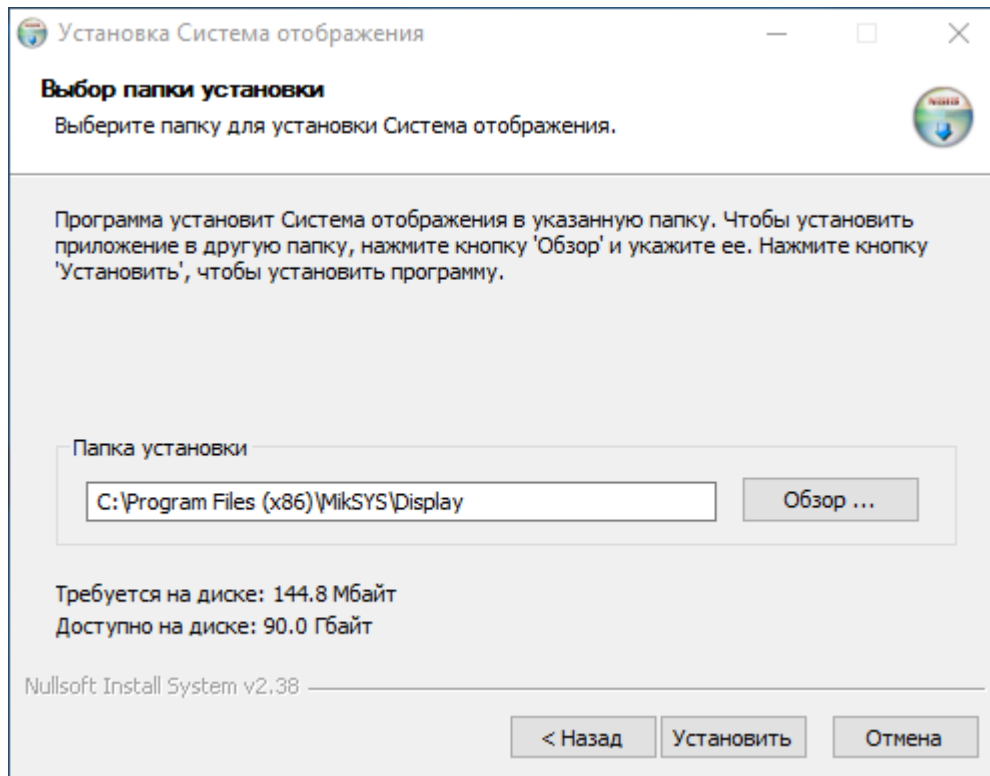 Установка Система отображения
Выбор папки установки
Выберите папку для установки Система отображения.
Программа установит Система отображения в указанную папку. Чтобы установить
приложение в другую папку, нажмите кнопку 'Обзор' и укажите ее. Нажмите кнопку
'Установить', чтобы установить программу.
Папка установки
C:\Program Files (x86)\MikSYS\Display
Обзор ...
Требуется на диске: 144.8 Мбайт
Доступно на диске: 90.0 Гбайт
Nullsoft Install System v2.38
< Назад
Установить
Отмена